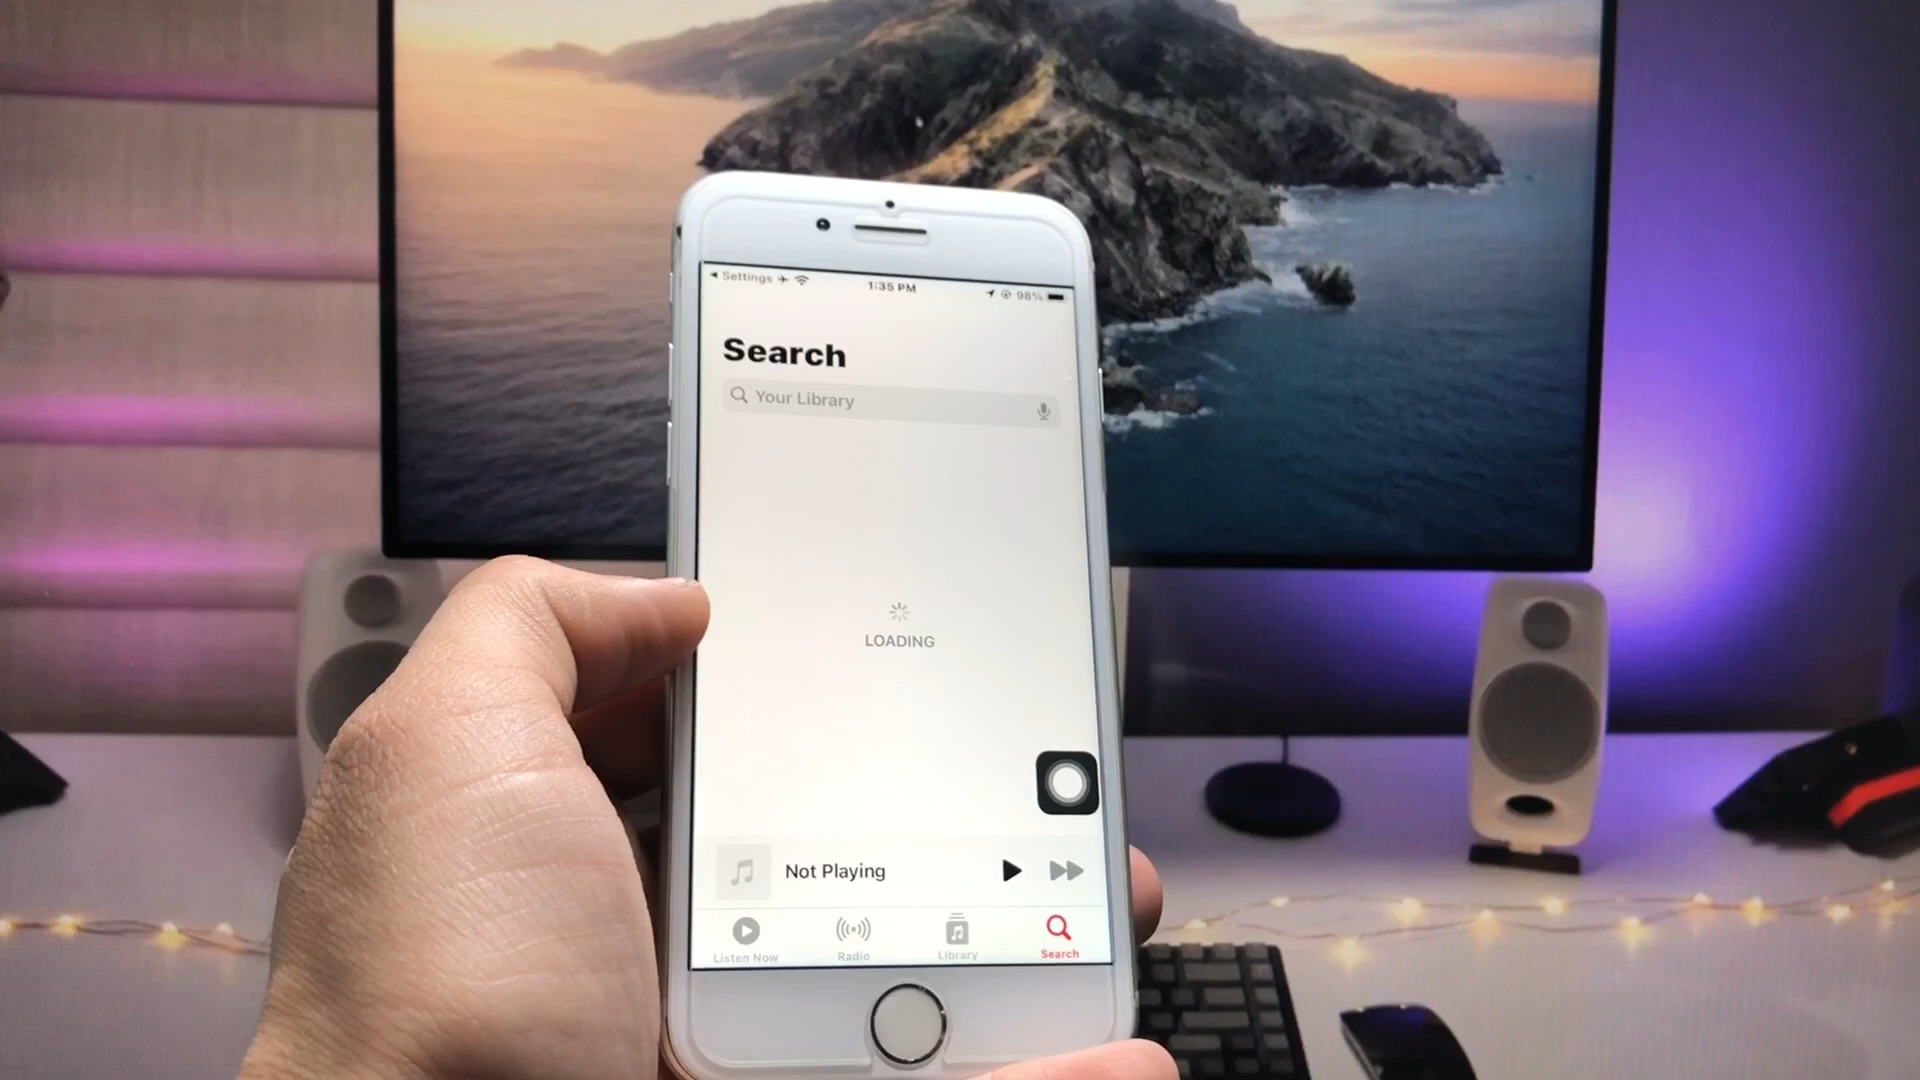 Settings
1:35 PM
98%
Search
Your Library
LOADING
Not Playing
Listen Now
Radio
Library
Search